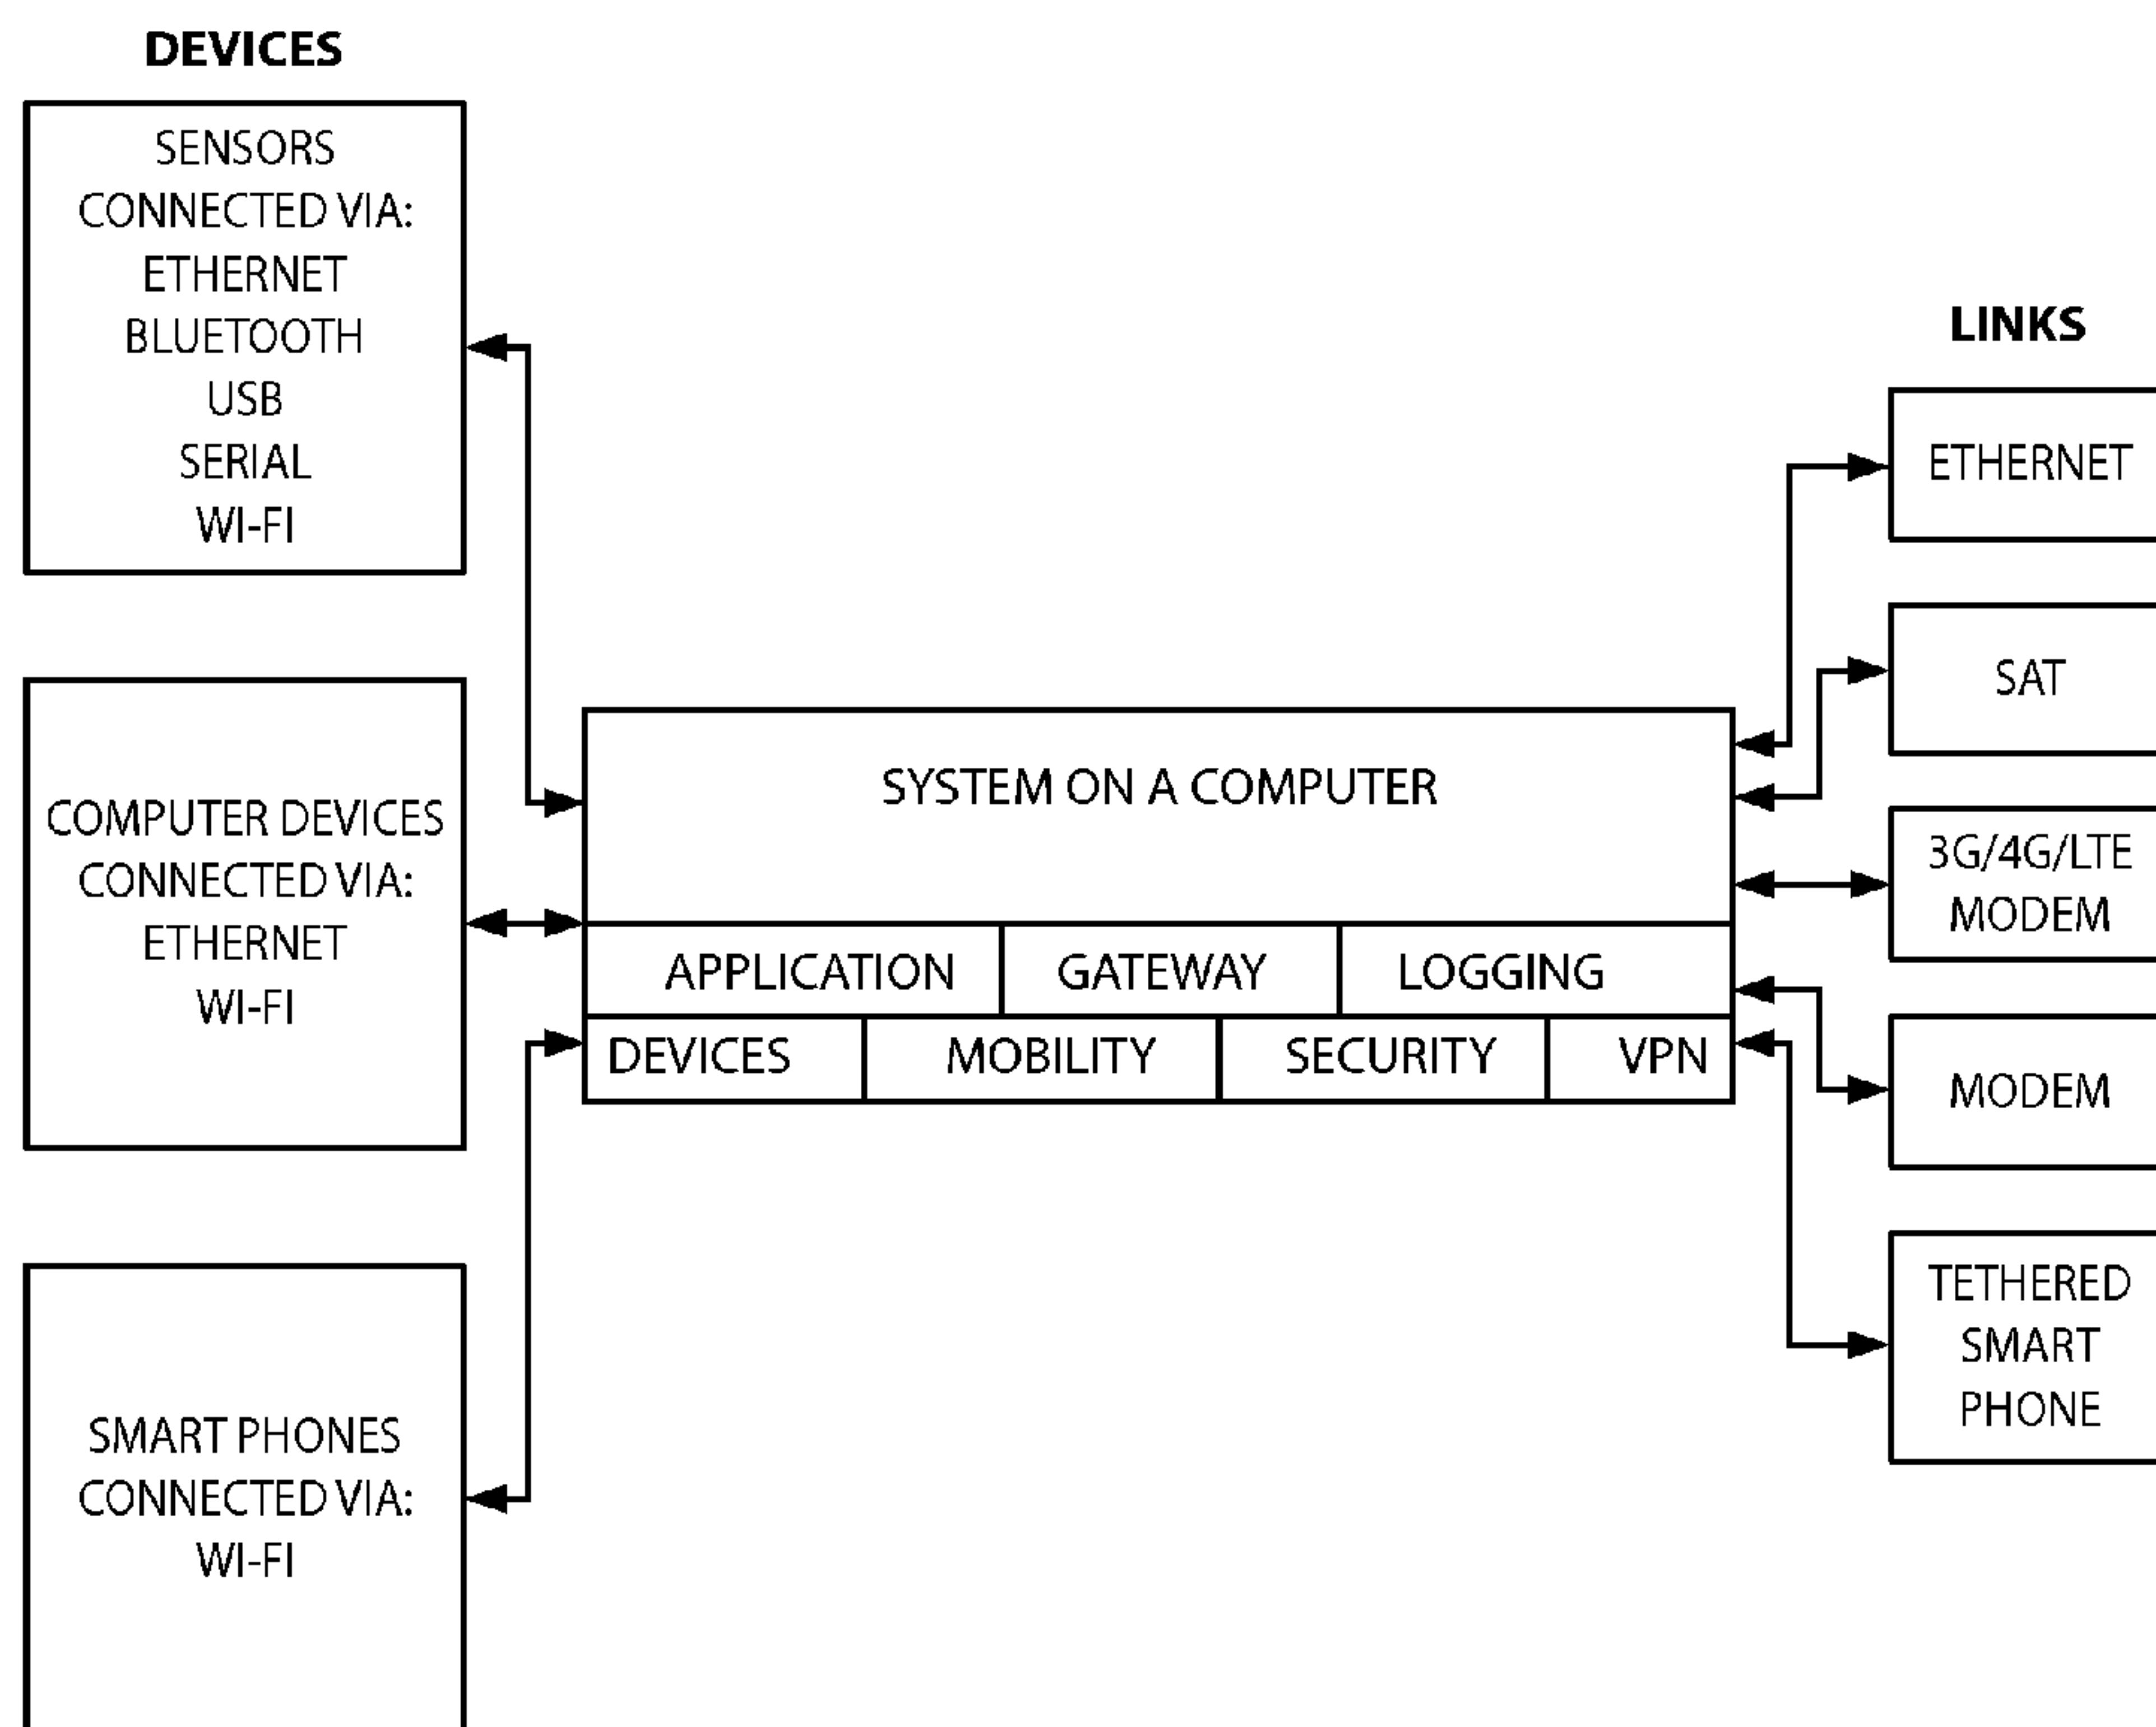 DEVICES
SENSORS
CONNECTED VIA:
ETHERNET
BLUETOOTH
USB
SERIAL
WI-FI
COMPUTER DEVICES
CONNECTED VIA:
ETHERNET
WI-FI
SMART PHONES
CONNECTED VIA:
WI-FI
SYSTEM ON A COMPUTER
APPLICATION GATEWAY LOGGING
DEVICES MOBILITY SECURITY VPN
LINKS
ETHERNET
SAT
3G/4G/LTE
MODEM
MODEM
TETHERED
SMART
PHONE